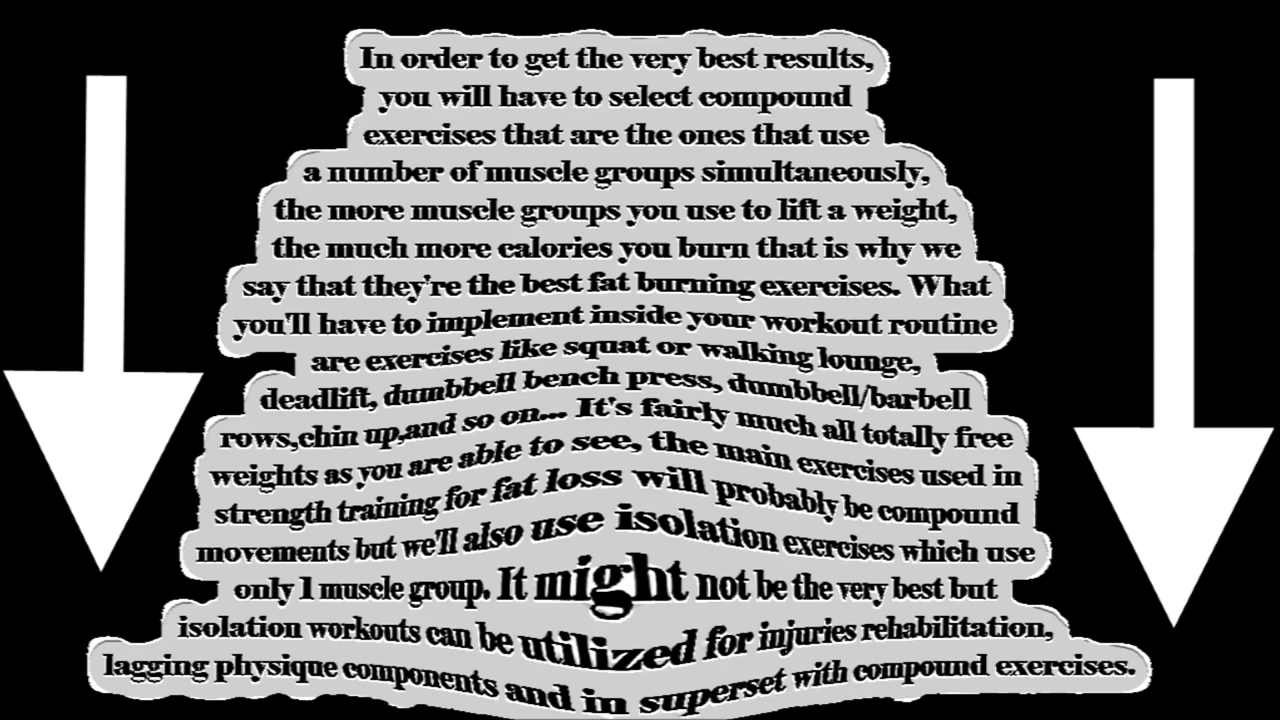 In order to get the very best results,
you will have to select compound
exercises that are the ones that use
a number of muscle groups simultaneously,
the more muscle groups you use to lift a weight,
the much more calories you burn that is why we
say that they're the best fat burning exercises. What
you'll have to implement inside your workout routine
are exercises like squat or walking lounge,
deadlift, dumbbell bench press, dumbbell/barbell
rows,chin up,and so on... It's fairly much all totally free
weights as you are able to see, the main exercises used in
strength training for fat loss will probably be compound
movements but we'll also use isolation exercises which use
only 1 muscle group. It might not be the very best but
isolation workouts can be utilized for injuries rehabilitation,
lagging physique components and in superset with compound exercises.